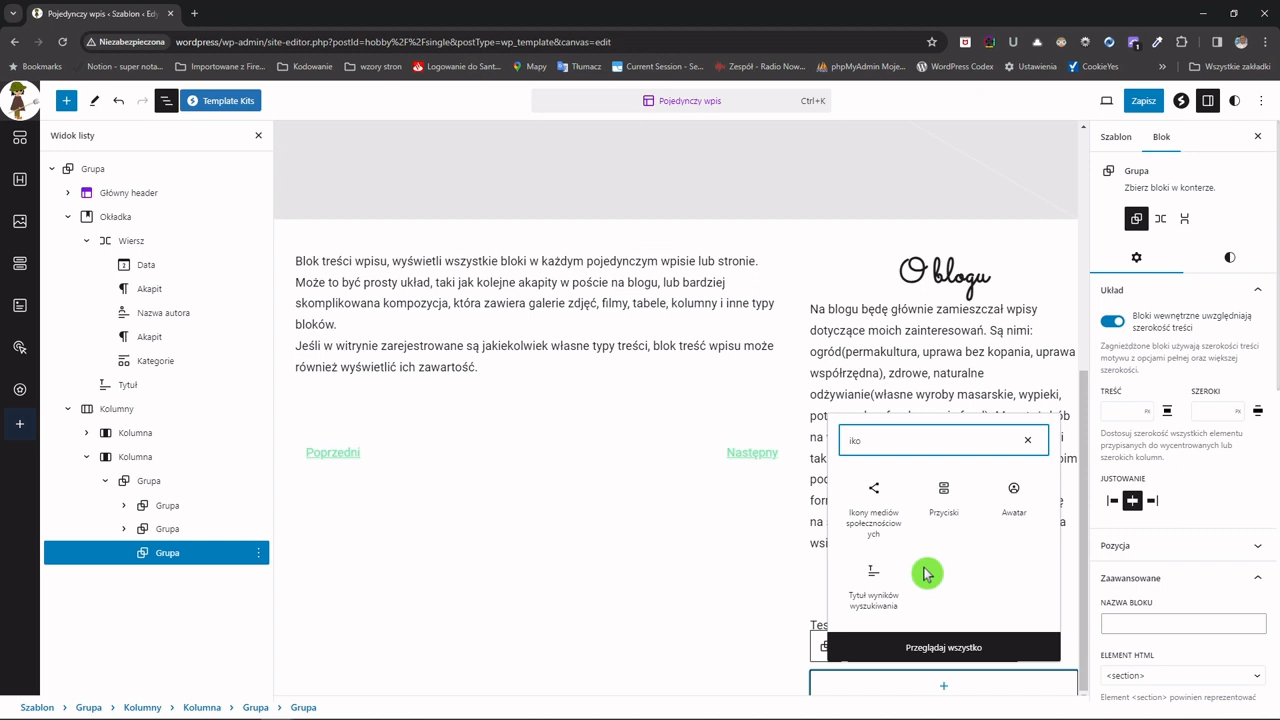 Pojedynczy wpis ‹ Szablon ‹ Edy
Niezabezpieczona
wordpress/wp-admin/site-editor.php?postId=hobby%2F%2Fsingle&postType=wp_template&canvas=edit
Bookmarks
Notion - super nota...
Importowane z Firef...
Kodowanie
wzory stron
Logowanie do Sant...
Mapy
Tłumacz
Current Session - Se...
Zespół - Radio Now...
phpMyAdmin Moje...
WordPress Codex
CookieYes
Wszystkie zakładki
Template Kits
Pojedynczy wpis
Ctrl+K
Zapisz
Widok listy
Szablon
Blok
Grupa
Główny header
Okładka
Wiersz
Data
Akapit
Nazwa autora
Akapit
Kategorie
Tytuł
Kolumny
Kolumna
Kolumna
Grupa
Grupa
Grupa
Grupa
Blok treści wpisu, wyświetli wszystkie bloki w każdym pojedynczym wpisie lub stronie.
Może to być prosty układ, taki jak kolejne akapity w poście na blogu, lub bardziej
skomplikowana kompozycja, która zawiera galerie zdjęć, filmy, tabele, kolumny i inne typy
bloków.
Jeśli w witrynie zarejestrowane są jakiekolwiek własne typy treści, blok treść wpisu może
również wyświetlić ich zawartość.
Poprzedni
Następny
O blogu
Na blogu będę głównie zamieszczał wpisy
dotyczące moich zainteresowań. Są nimi:
ogród(permakultura, uprawa bez kopania, uprawa
współrzędna), zdrowe, naturalne
odżywianie(własne wyroby masarskie, wypieki,
iko
Ikony mediów
społecznościow
ych
Przyciski
Awatar
Tytuł wyników
wyszukiwania
Przeglądaj wszystko
Grupa
Zbierz bloki w konterze.
Układ
Bloki wewnętrzne uwzględniają
szerokość treści
Zagnieżdżone bloki używają szerokości treści
motywu z opcjami pełnej oraz większej
szerokości.
TREŚĆ
SZEROKI
PX
PX
Dostosuj szerokość wszystkich elementu
przypisanych do wycentrowanych lub
szerokich kolumn.
JUSTOWANIE
Pozycja
Zaawansowane
NAZWA BLOKU
ELEMENT HTML
<section>
Element <section> powinien reprezentować
Szablon
Grupa
Kolumny
Kolumna
Grupa
Grupa